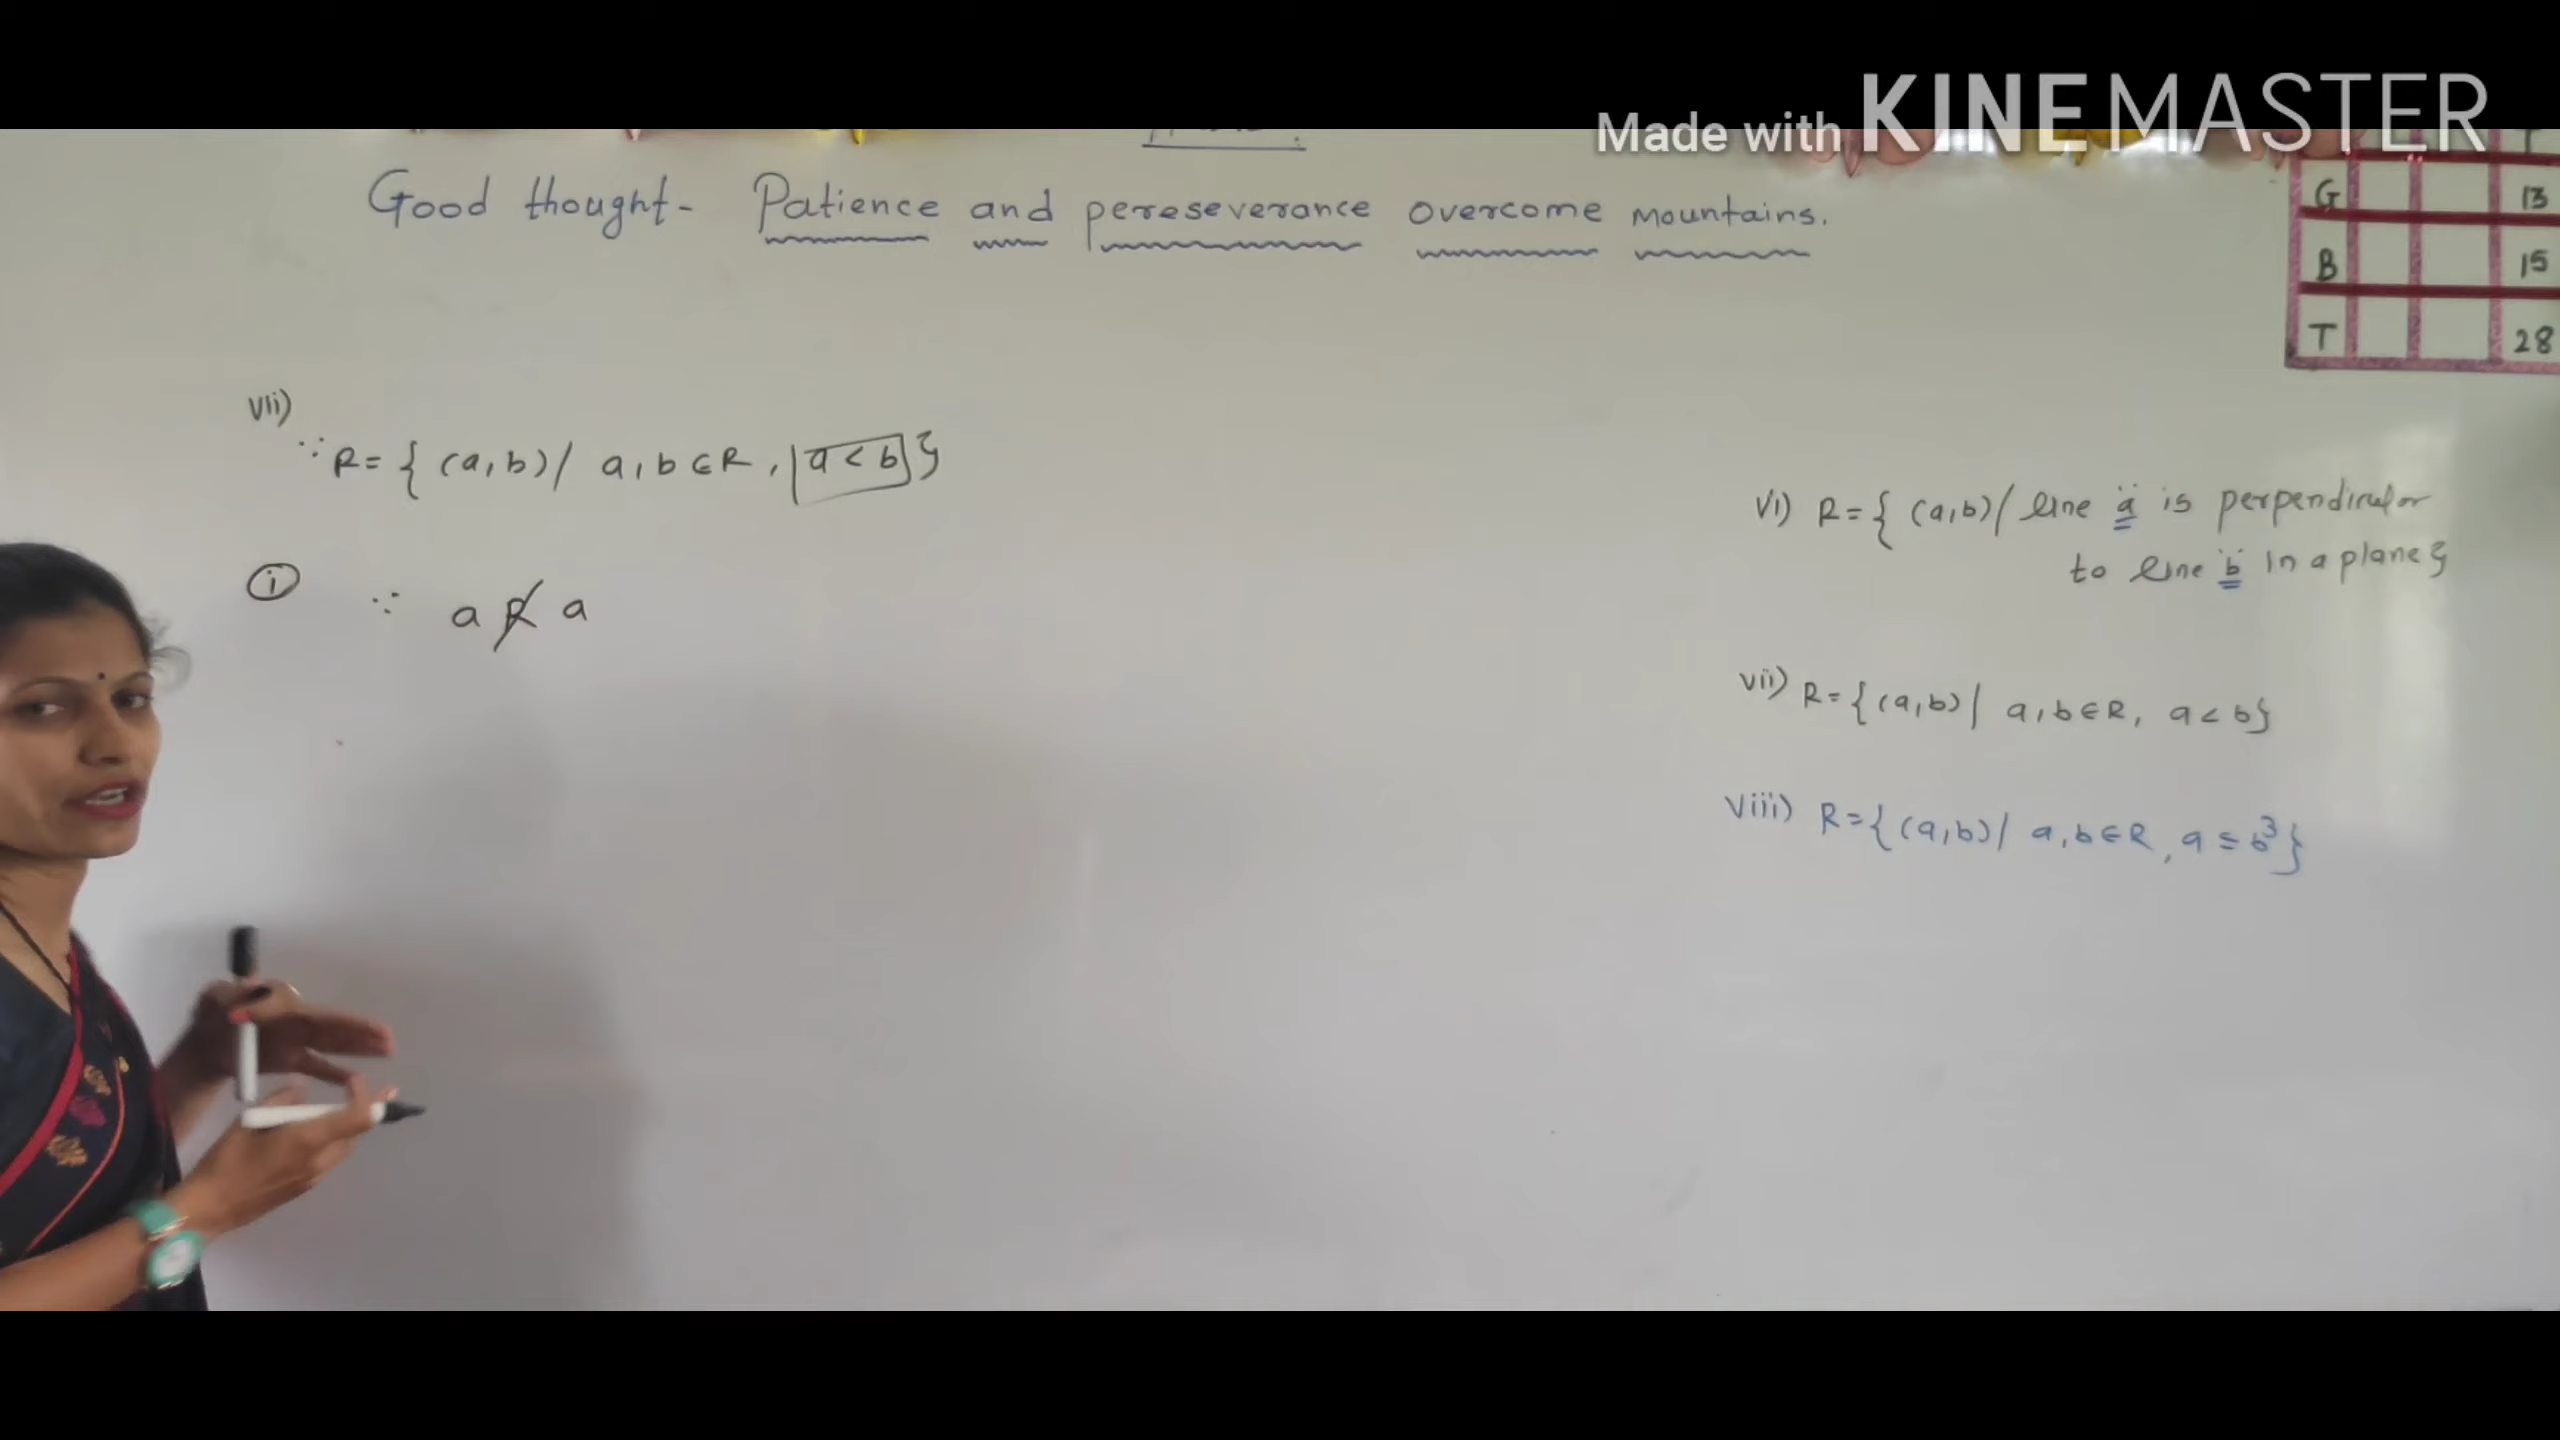 Made with KINEMASTER
Good thought- Patience and pereseverance overcome mountains.
G 13
B 15
T 28
vii)
∵ R = { (a,b) / a,b ∈ R , a < b }
i ∵ a R̸ a
vi) R = { (a,b) / line "a" is perpendicular
to line "b" in a plane }
vii) R = { (a,b) | a,b ∈ R, a < b }
viii) R = { (a,b) / a,b ∈ R , a ≤ b³ }